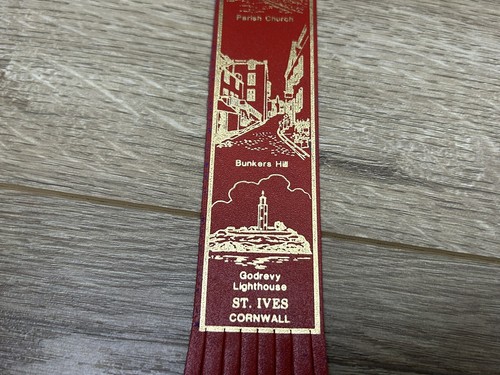 Parish Church
Bunkers Hill
Godrevy
Lighthouse
ST. IVES
CORNWALL